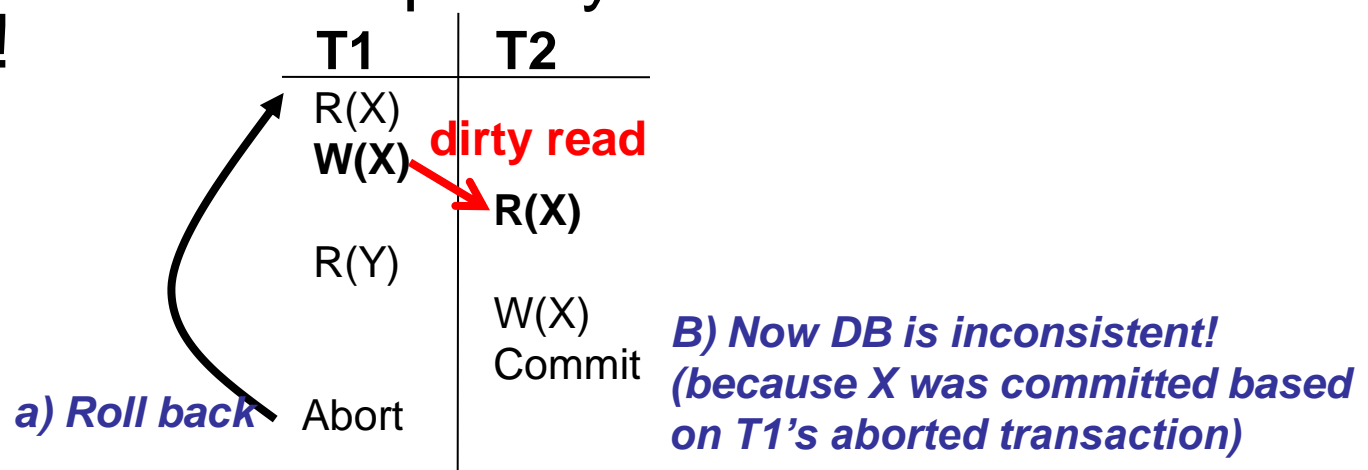 !
T1 T2
R(X)
dirty read
W(X)
R(X)
R(Y)
W(X)
B) Now DB is inconsistent!
Commit
(because X was committed based
a) Roll back Abort
on T1's aborted transaction)